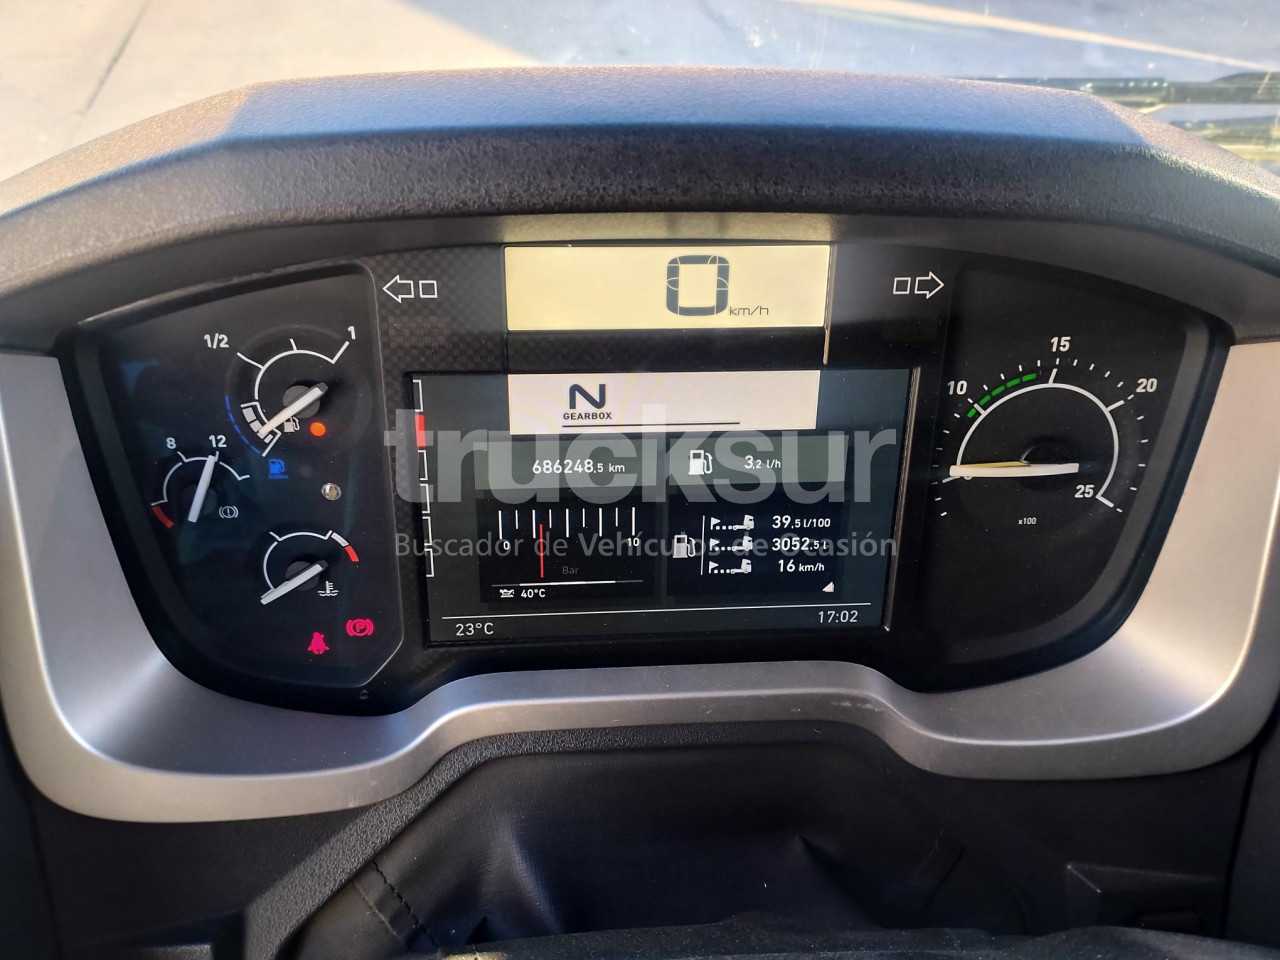 0 km/h
1/2 1
8 12
N
GEARBOX
686248,5 km
3,2 l/h
0 10
Bar
40°C
39,5 l/100
3052,5 l
16 km/h
23°C
17:02
10 15 20 25
x100
trucksur
Buscador de Vehículos de Ocasión